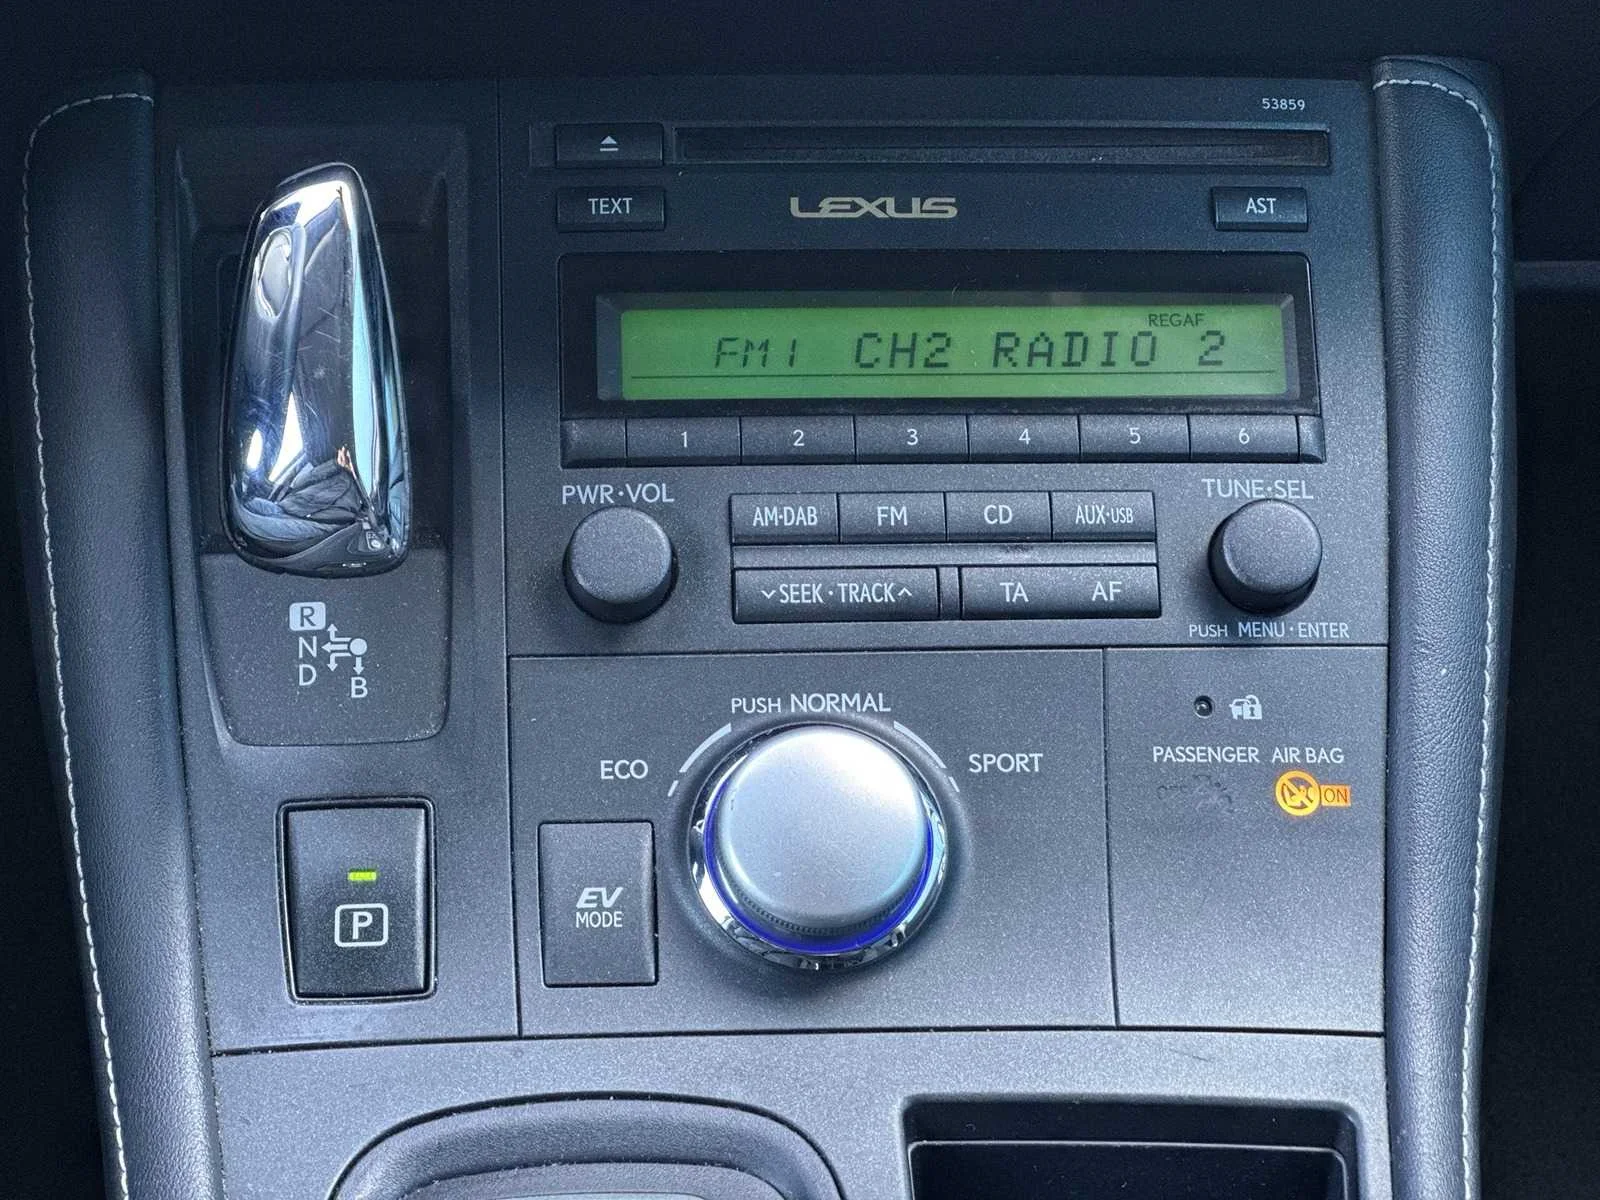 53859
TEXT
LEXUS
AST
REG AF
FM1 CH2 RADIO 2
1 2 3 4 5 6
PWR·VOL
TUNE·SEL
AM·DAB FM CD AUX·USB
SEEK·TRACK TA AF
PUSH MENU·ENTER
R
N
D
B
PUSH NORMAL
ECO
SPORT
PASSENGER AIR BAG
ON
EV
MODE
P